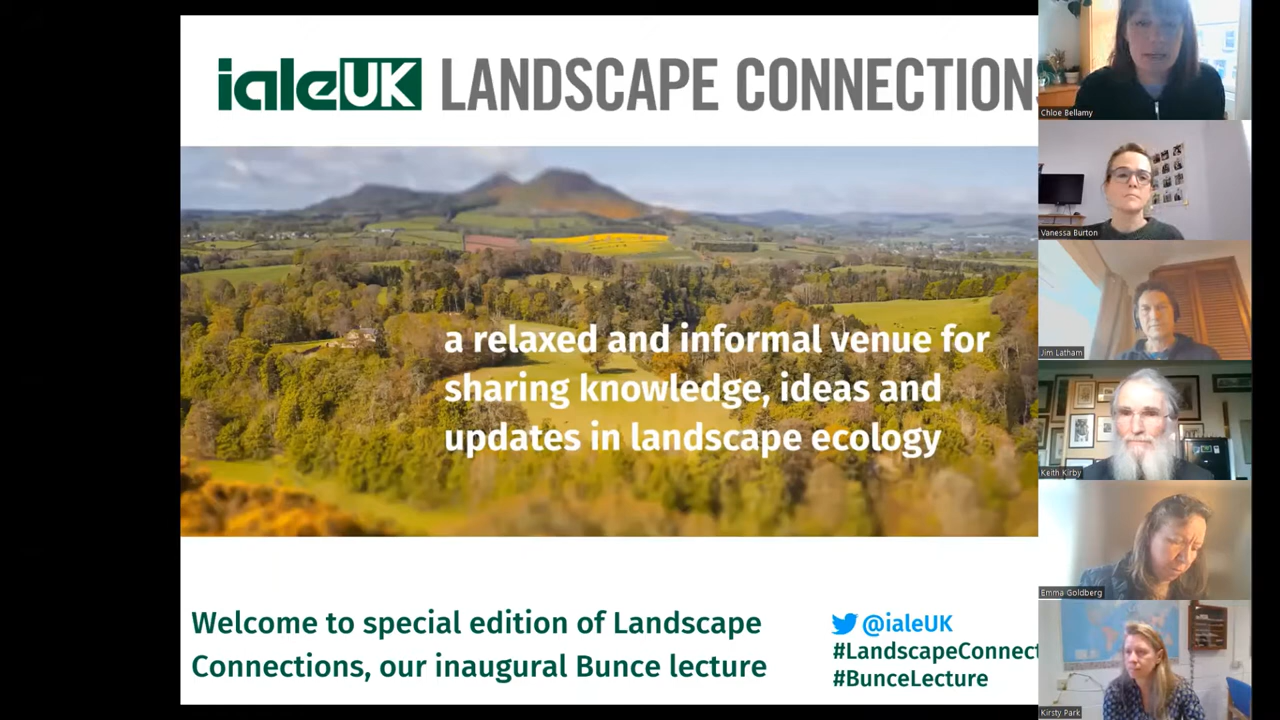 ialeUK LANDSCAPE CONNECTION
a relaxed and informal venue for
sharing knowledge, ideas and
updates in landscape ecology
Welcome to special edition of Landscape
Connections, our inaugural Bunce lecture
@ialeUK
#LandscapeConnect
#BunceLecture
Chloe Bellamy
Vanessa Burton
Jim Latham
Keith Kirby
Emma Goldberg
Kirsty Park